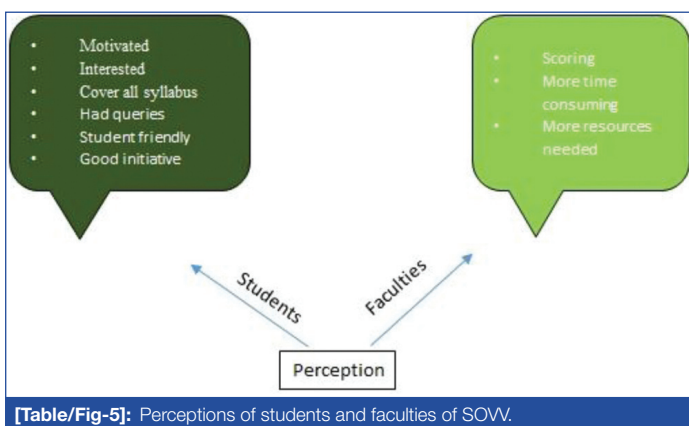 • Motivated
• Interested
• Cover all syllabus
• Had queries
• Student friendly
• Good initiative
• Scoring
• More time
consuming
• More resources
needed
Students
Faculties
Perception
[Table/Fig-5]: Perceptions of students and faculties of SOVV.